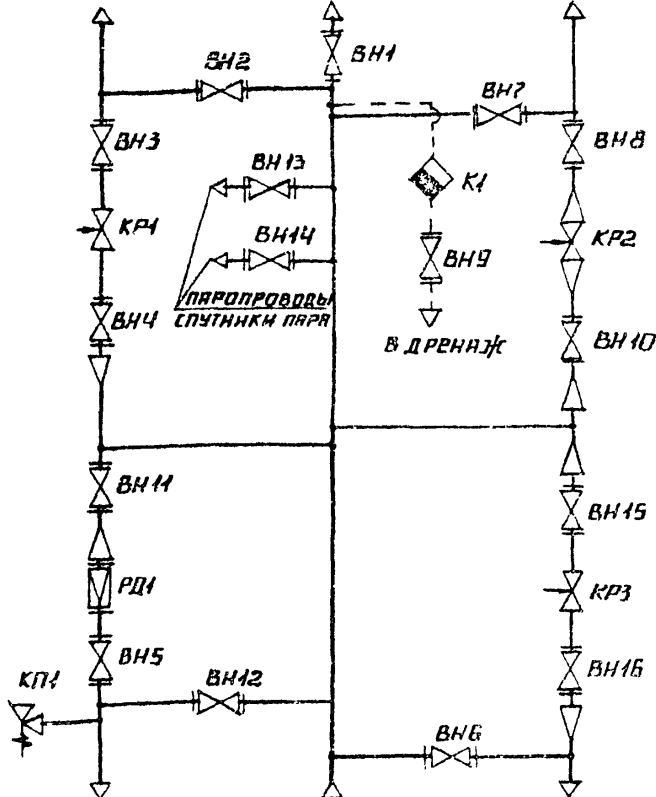 ВН1
ВН2
ВН7
ВН3
ВН8
ВН13
К1
КР1
ВН14
КР2
ВН9
ПАРОПРОВОДЫ
СПУТНИКИ ПАРА
ВН4
В ДРЕНАЖ
ВН10
ВН11
ВН15
РД1
КР3
ВН5
ВН16
КП1
ВН12
ВН6